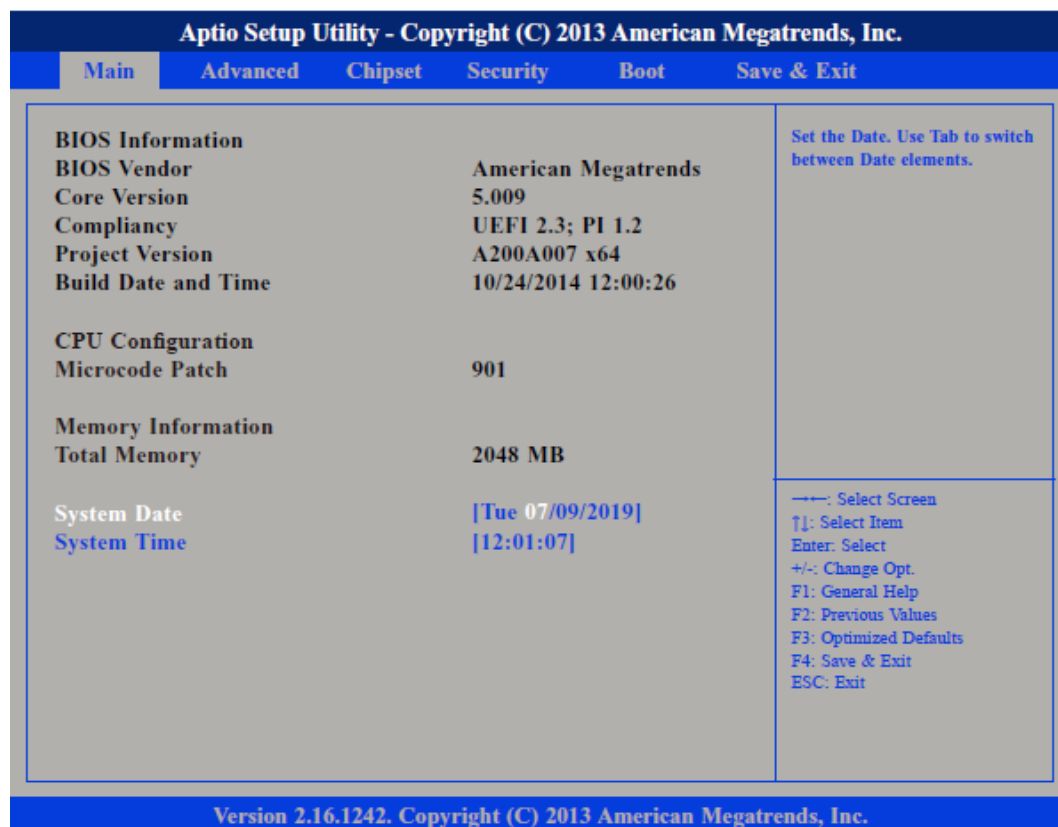 Aptio Setup Utility - Copyright (C) 2013 American Megatrends, Inc.
Main Advanced Chipset Security Boot Save & Exit
BIOS Information
BIOS Vendor American Megatrends
Core Version 5.009
Compliancy UEFI 2.3; PI 1.2
Project Version A200A007 x64
Build Date and Time 10/24/2014 12:00:26
CPU Configuration
Microcode Patch 901
Memory Information
Total Memory 2048 MB
System Date [Tue 07/09/2019]
System Time [12:01:07]
Set the Date. Use Tab to switch
between Date elements.
→←: Select Screen
↑↓: Select Item
Enter: Select
+/-: Change Opt.
F1: General Help
F2: Previous Values
F3: Optimized Defaults
F4: Save & Exit
ESC: Exit
Version 2.16.1242. Copyright (C) 2013 American Megatrends, Inc.